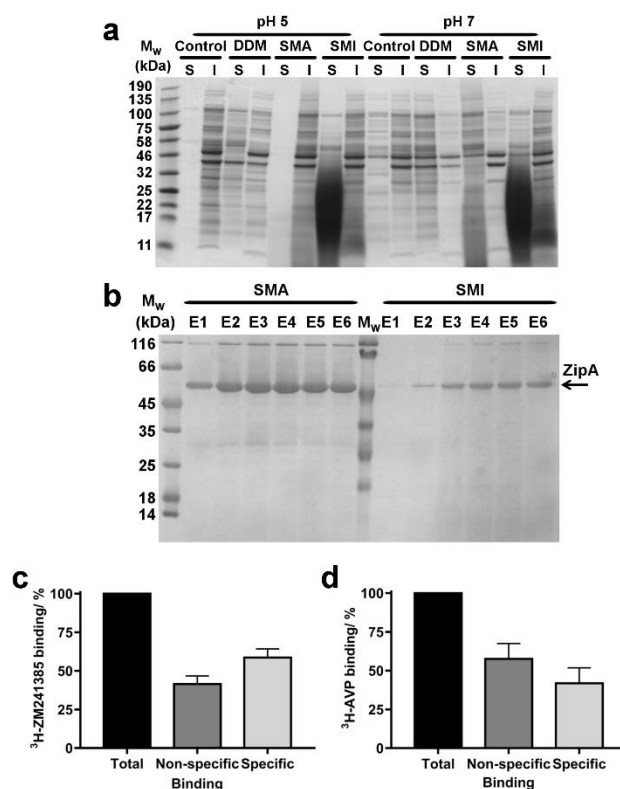 a
pH 5 pH 7
Mw Control DDM SMA SMI Control DDM SMA SMI
(kDa) S I S I S I S I S I S I S I S I
190
135
100
75
58
46
32
25
22
17
11
b
SMA SMI
Mw E1 E2 E3 E4 E5 E6 Mw E1 E2 E3 E4 E5 E6
(kDa)
116
66
45
35
25
18
14
ZipA
c
³H-ZM241385 binding/ %
100
75
50
25
0
Total Non-specific Specific
Binding
d
³H-AVP binding/ %
100
75
50
25
0
Total Non-specific Specific
Binding